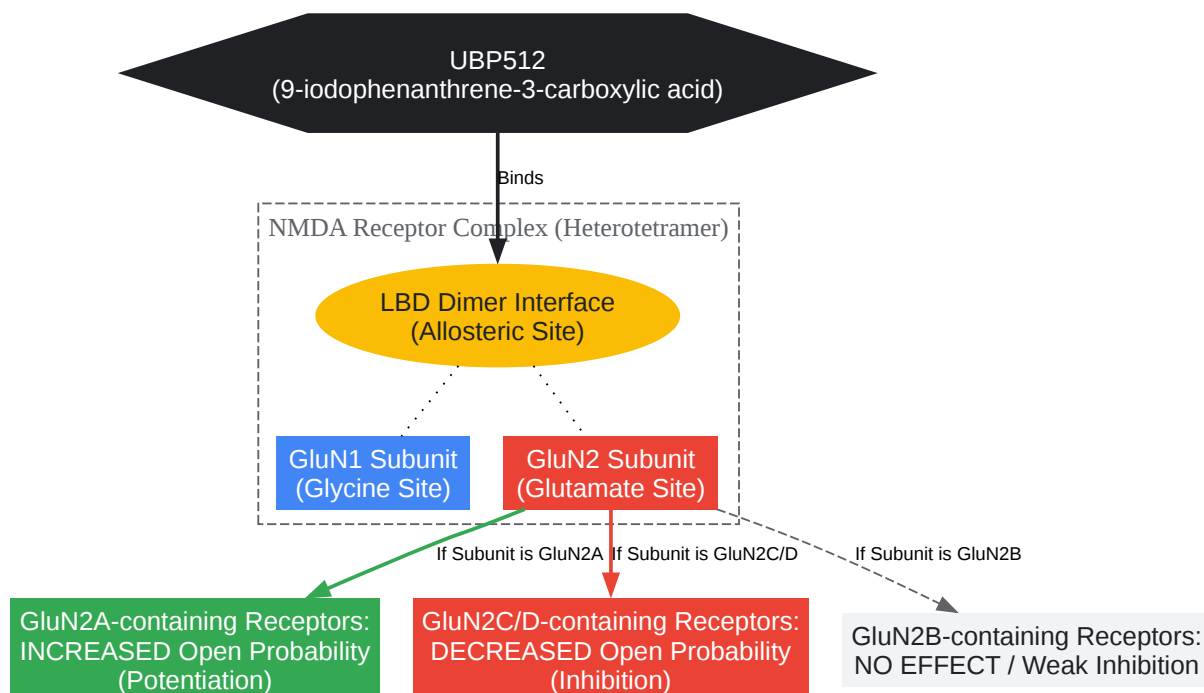 UBP512
(9-iodophenanthrene-3-carboxylic acid)
Binds
NMDA Receptor Complex (Heterotetramer)
LBD Dimer Interface
(Allosteric Site)
GluN1 Subunit
(Glycine Site)
GluN2 Subunit
(Glutamate Site)
If Subunit is GluN2A
If Subunit is GluN2C/D
If Subunit is GluN2B
GluN2A-containing Receptors:
INCREASED Open Probability
(Potentiation)
GluN2C/D-containing Receptors:
DECREASED Open Probability
(Inhibition)
GluN2B-containing Receptors:
NO EFFECT / Weak Inhibition